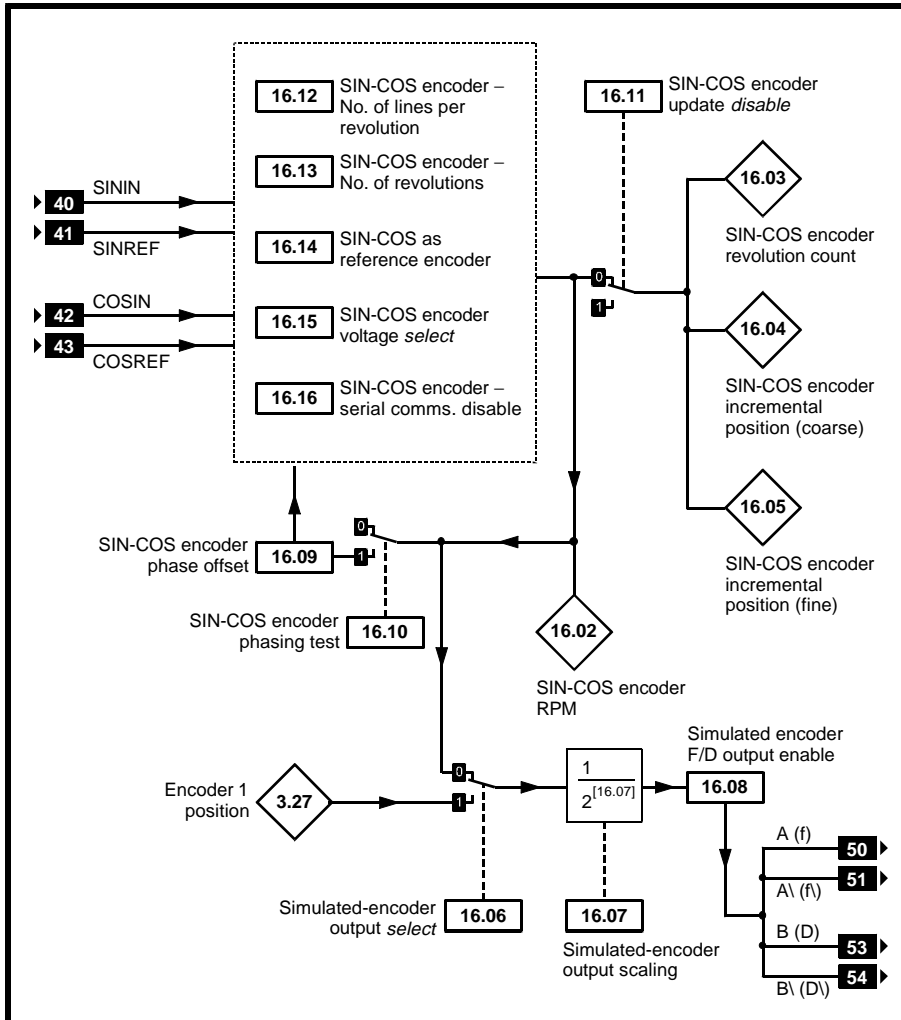 16.12
SIN-COS encoder –
No. of lines per
revolution
16.13
SIN-COS encoder –
No. of revolutions
16.14
SIN-COS as
reference encoder
16.15
SIN-COS encoder
voltage select
16.16
SIN-COS encoder –
serial comms. disable
40
SININ
41
SINREF
42
COSIN
43
COSREF
16.11
SIN-COS encoder
update disable
0
1
16.03
SIN-COS encoder
revolution count
16.04
SIN-COS encoder
incremental
position (coarse)
16.05
SIN-COS encoder
incremental
position (fine)
SIN-COS encoder
phase offset
16.09
0
1
SIN-COS encoder
phasing test
16.10
16.02
SIN-COS encoder
RPM
Encoder 1
position
3.27
0
1
Simulated-encoder
output select
16.06
1
2[16.07]
16.07
Simulated-encoder
output scaling
Simulated encoder
F/D output enable
16.08
A (f)
50
A\ (f\)
51
B (D)
53
B\ (D\)
54